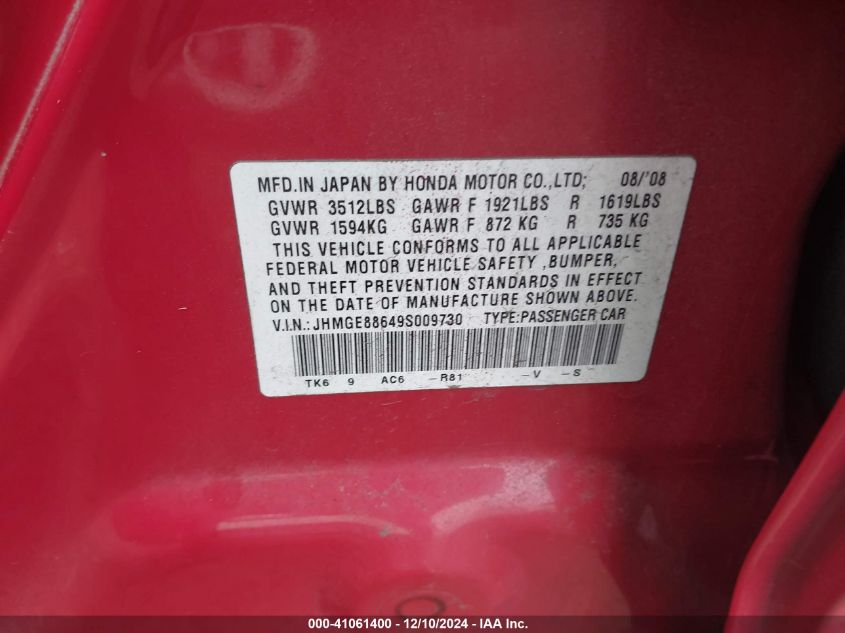 MFD.IN JAPAN BY HONDA MOTOR CO.,LTD; 08/'08
GVWR 3512LBS GAWR F 1921LBS R 1619LBS
GVWR 1594KG GAWR F 872 KG R 735 KG
THIS VEHICLE CONFORMS TO ALL APPLICABLE
FEDERAL MOTOR VEHICLE SAFETY ,BUMPER,
AND THEFT PREVENTION STANDARDS IN EFFECT
ON THE DATE OF MANUFACTURE SHOWN ABOVE.
V.I.N.: JHMGE88649S009730 TYPE:PASSENGER CAR
TK6 9 AC6 –R81 –V –S
000-41061400 - 12/10/2024 - IAA Inc.